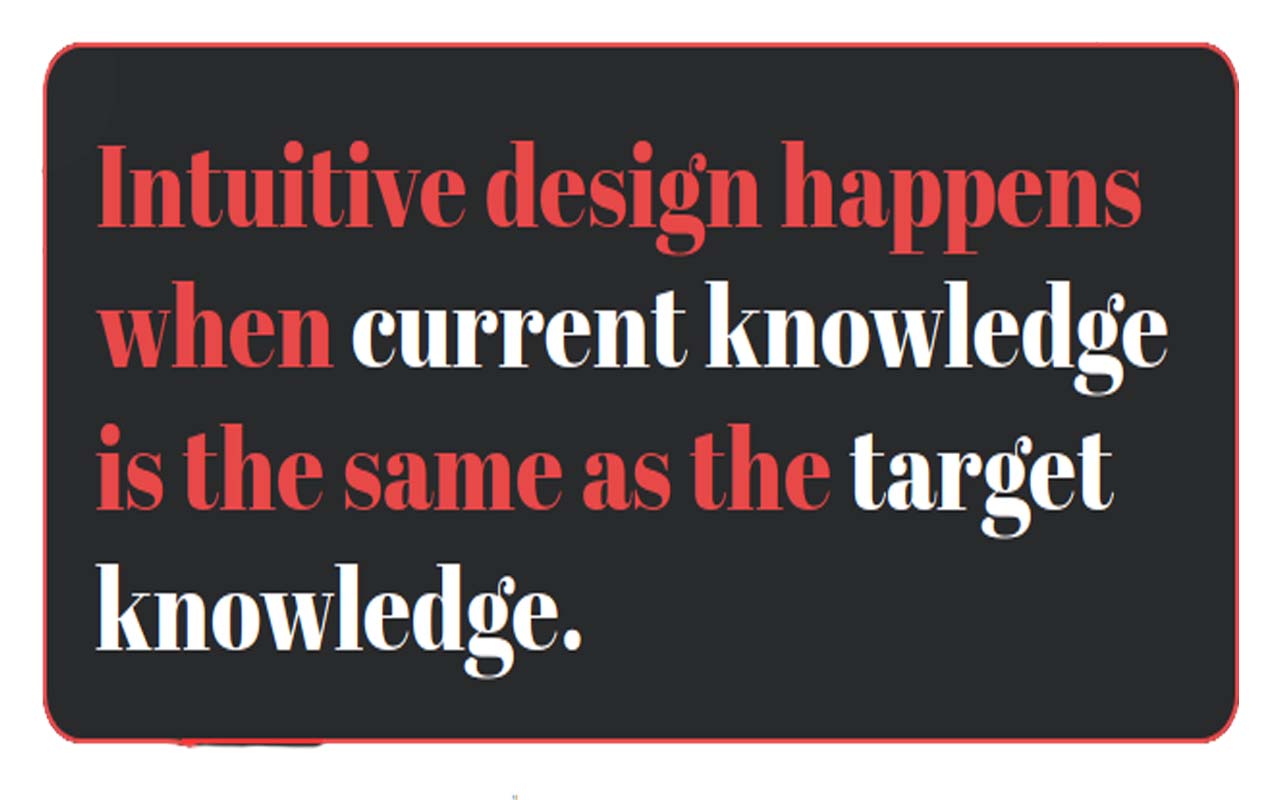 Intuitive design happens
when current knowledge
is the same as the target
knowledge.